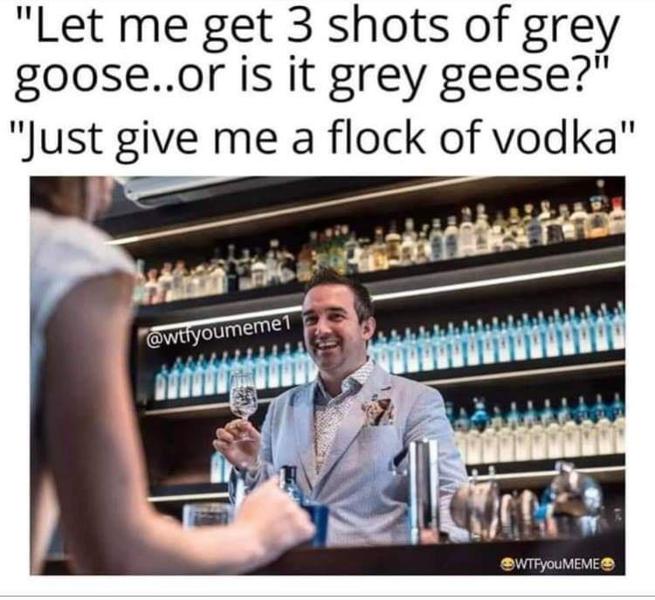 "Let me get 3 shots of grey
goose..or is it grey geese?"
"Just give me a flock of vodka"
@wtfyoumeme1
😂WTFyouMEME😂